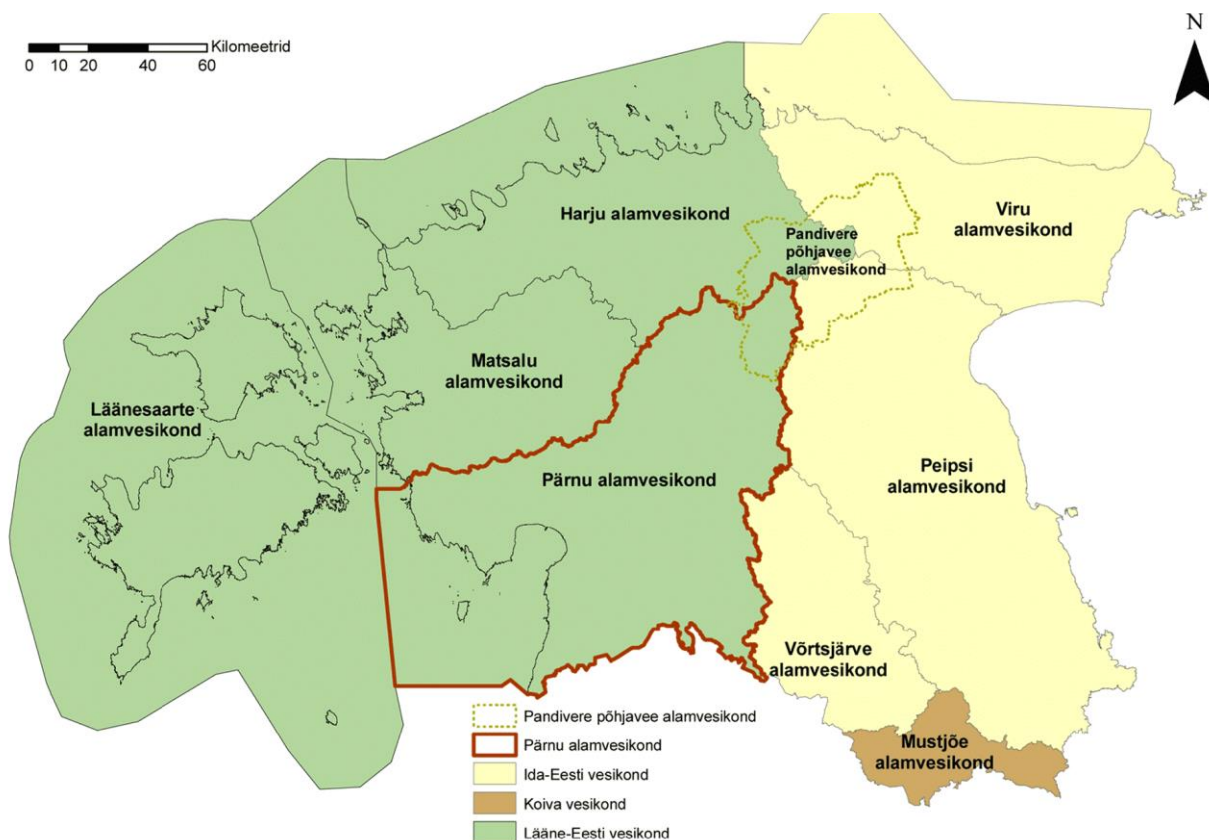 Kilomeetrid
0 10 20 40 60
N
Harju alamvesikond
Viru
alamvesikond
Pandivere
põhjavee
alamvesikond
Matsalu
alamvesikond
Läänesaarte
alamvesikond
Pärnu alamvesikond
Peipsi
alamvesikond
Võrtsjärve
alamvesikond
Mustjõe
alamvesikond
Pandivere põhjavee alamvesikond
Pärnu alamvesikond
Ida-Eesti vesikond
Koiva vesikond
Lääne-Eesti vesikond